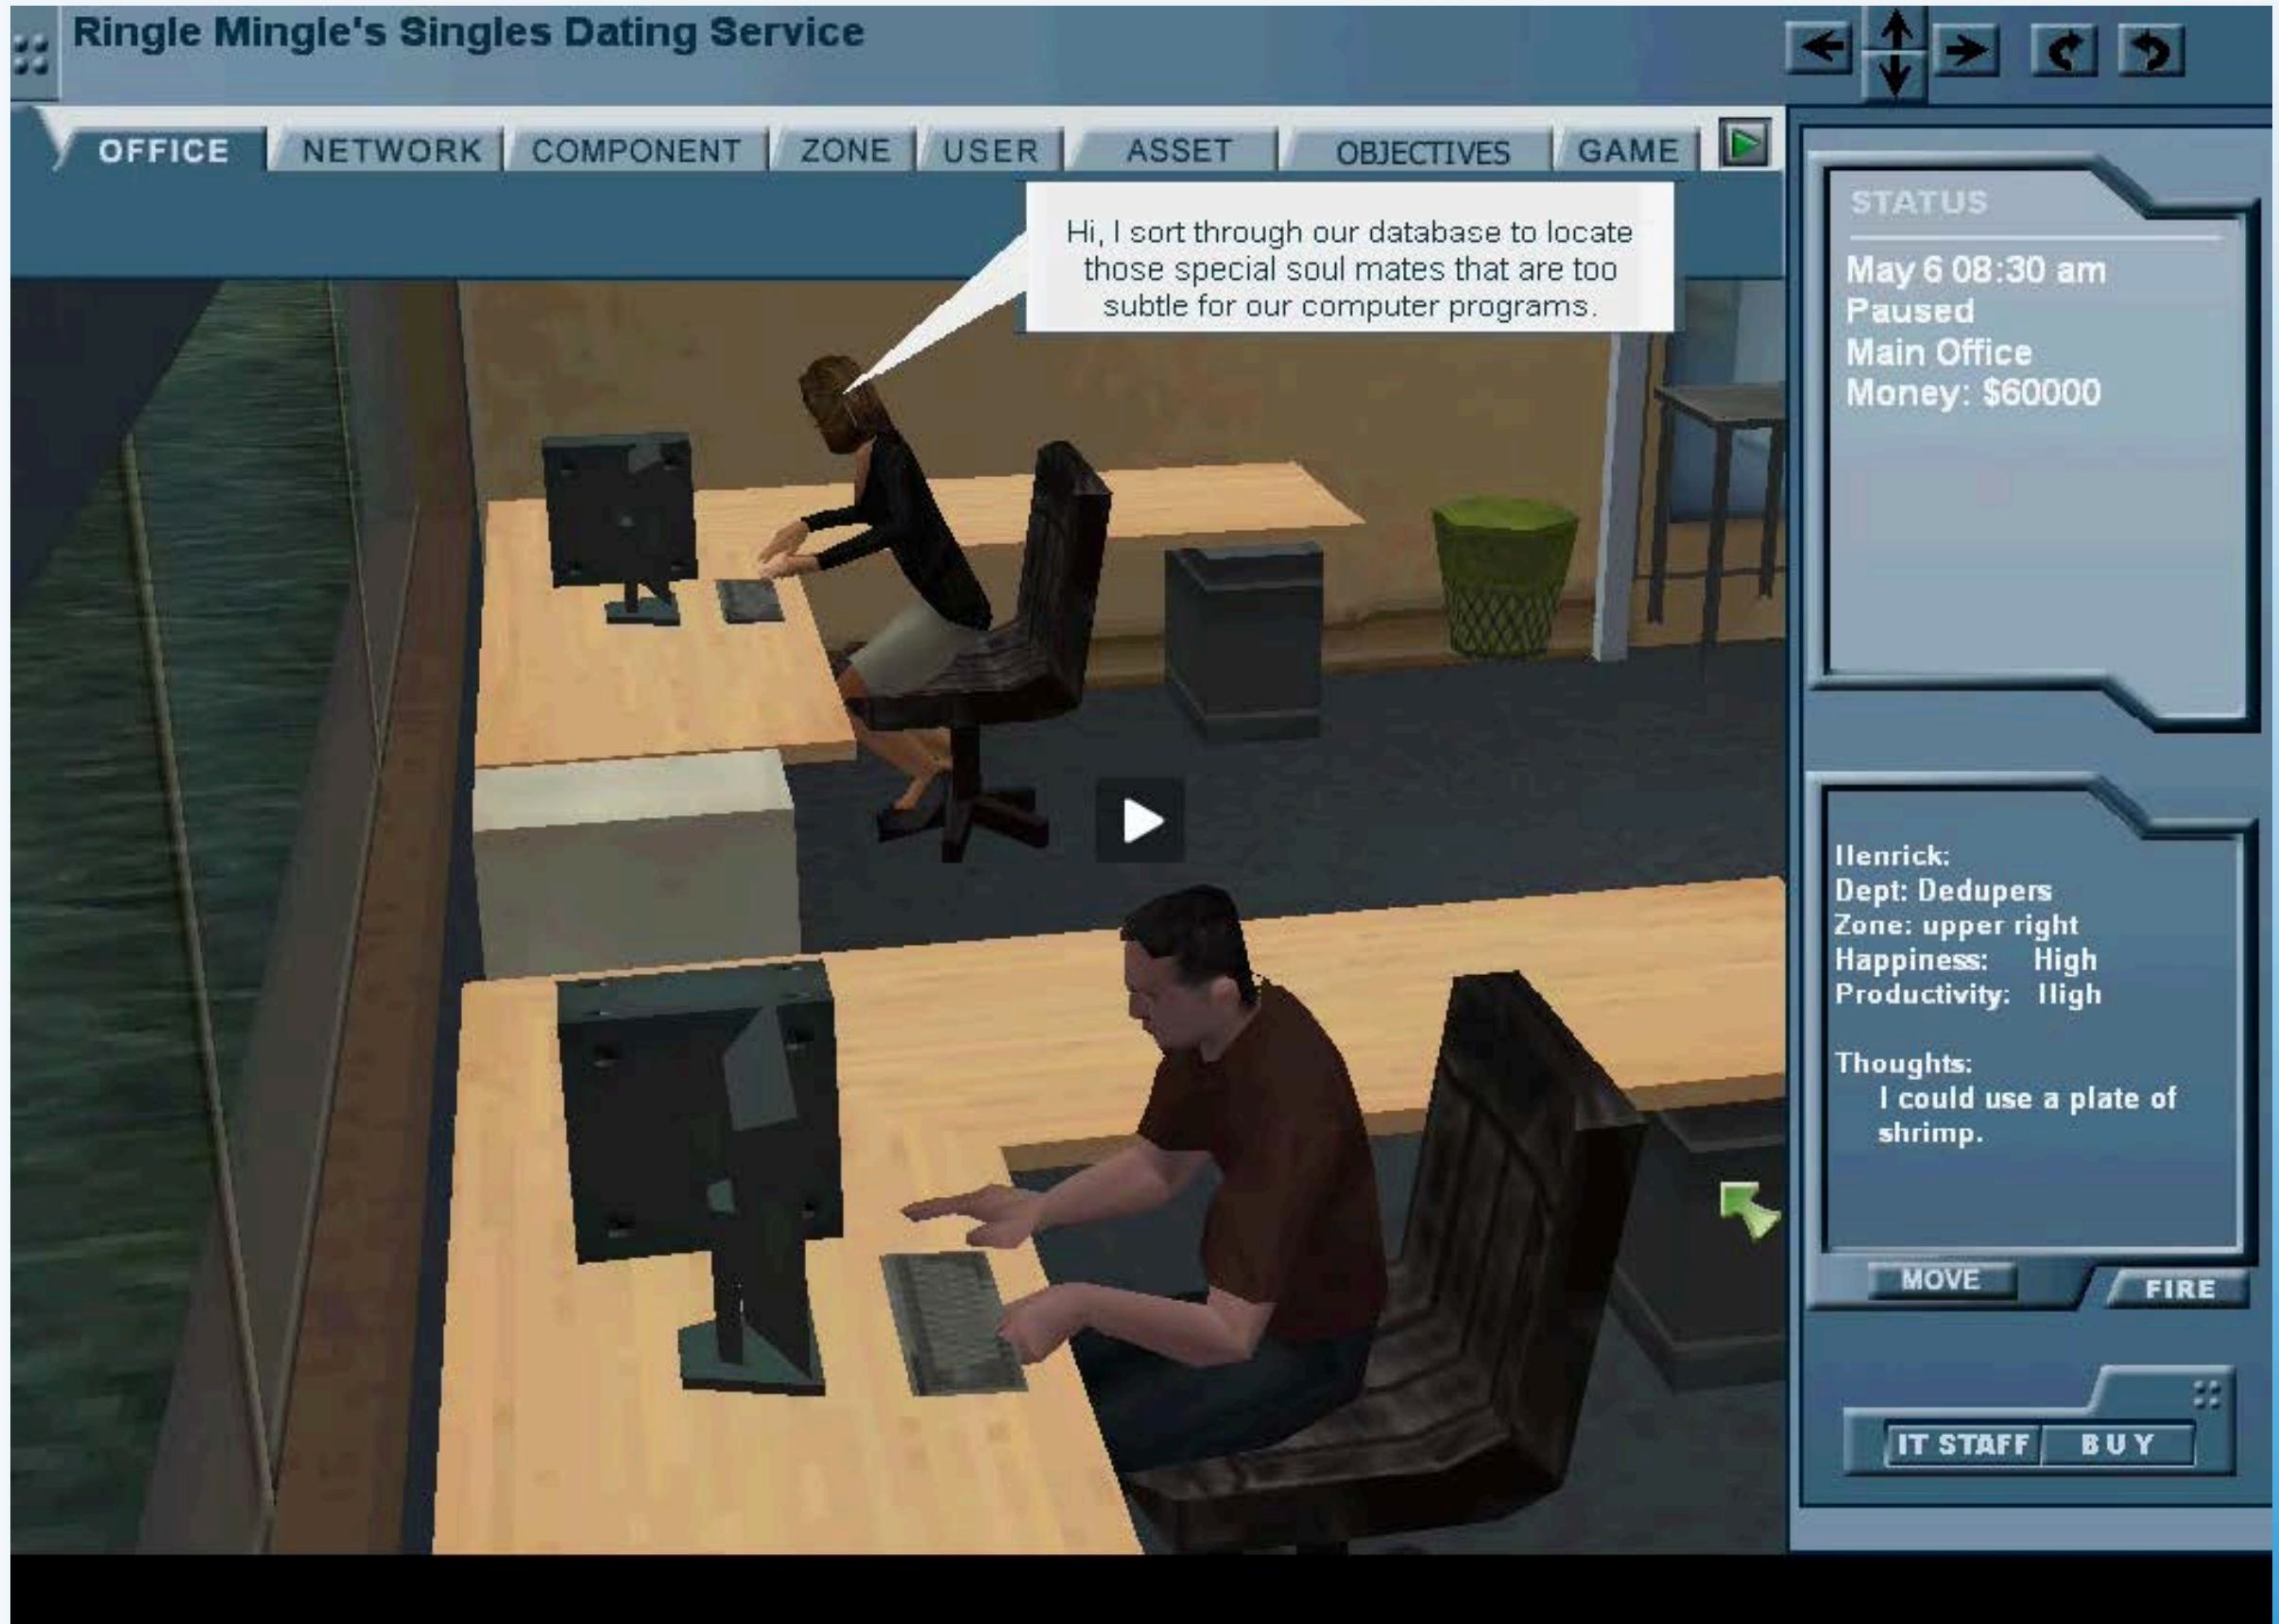 Ringle Mingle's Singles Dating Service
OFFICE NETWORK COMPONENT ZONE USER ASSET OBJECTIVES GAME
Hi, I sort through our database to locate
those special soul mates that are too
subtle for our computer programs.
STATUS
May 6 08:30 am
Paused
Main Office
Money: $60000
Henrick:
Dept: Dedupers
Zone: upper right
Happiness: High
Productivity: High
Thoughts:
I could use a plate of
shrimp.
MOVE FIRE
IT STAFF BUY